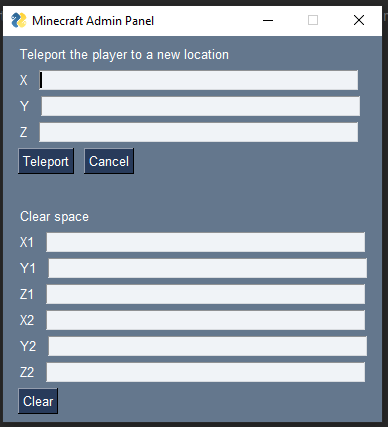 Minecraft Admin Panel
Teleport the player to a new location
X
Y
Z
Teleport Cancel
Clear space
X1
Y1
Z1
X2
Y2
Z2
Clear